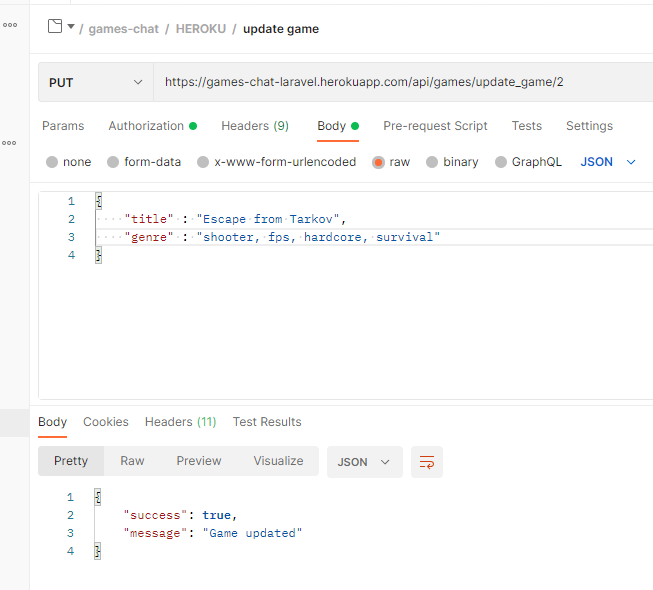 / games-chat / HEROKU / update game
PUT https://games-chat-laravel.herokuapp.com/api/games/update_game/2
Params Authorization Headers (9) Body Pre-request Script Tests Settings
none form-data x-www-form-urlencoded raw binary GraphQL JSON
1 {
2 "title" : "Escape from Tarkov",
3 "genre" : "shooter, fps, hardcore, survival"
4 }
Body Cookies Headers (11) Test Results
Pretty Raw Preview Visualize JSON
1 {
2 "success": true,
3 "message": "Game updated"
4 }